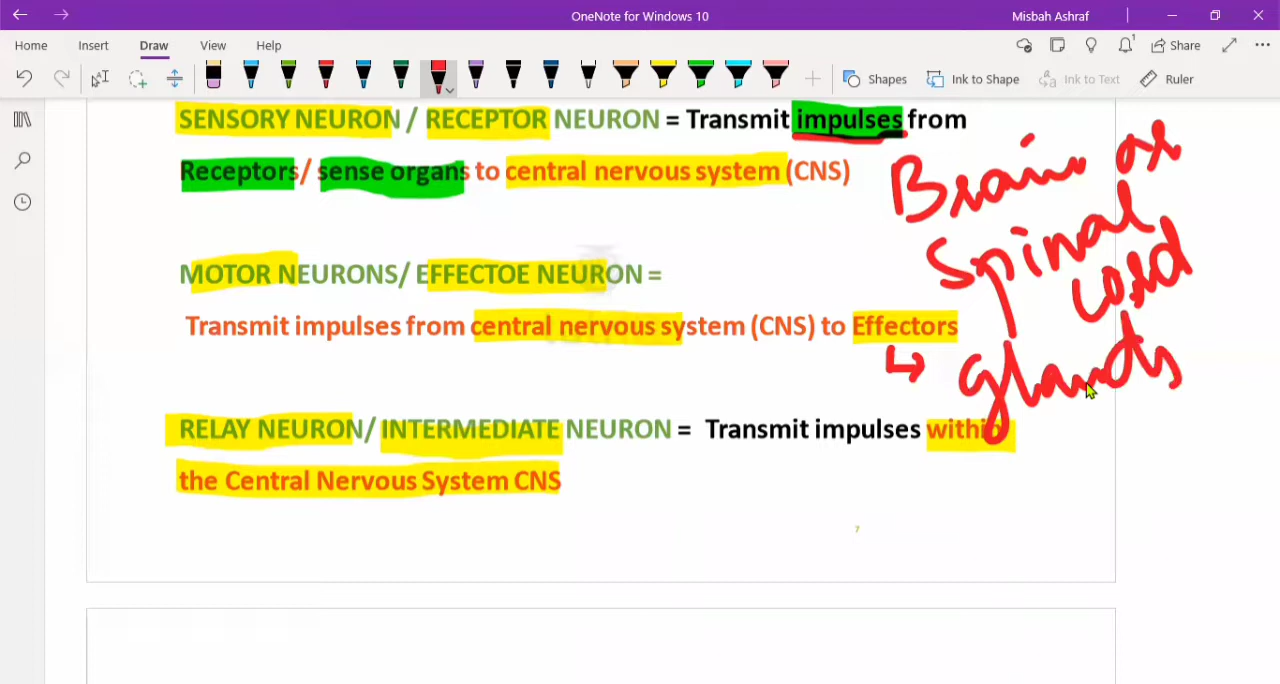 OneNote for Windows 10
Misbah Ashraf
Home Insert Draw View Help
Share
Shapes Ink to Shape Ink to Text Ruler
SENSORY NEURON / RECEPTOR NEURON = Transmit impulses from
Receptors/ sense organs to central nervous system (CNS)
Brain or
Spinal
cord
MOTOR NEURONS/ EFFECTOE NEURON =
Transmit impulses from central nervous system (CNS) to Effectors
↳ glands
RELAY NEURON/ INTERMEDIATE NEURON = Transmit impulses within
the Central Nervous System CNS
7